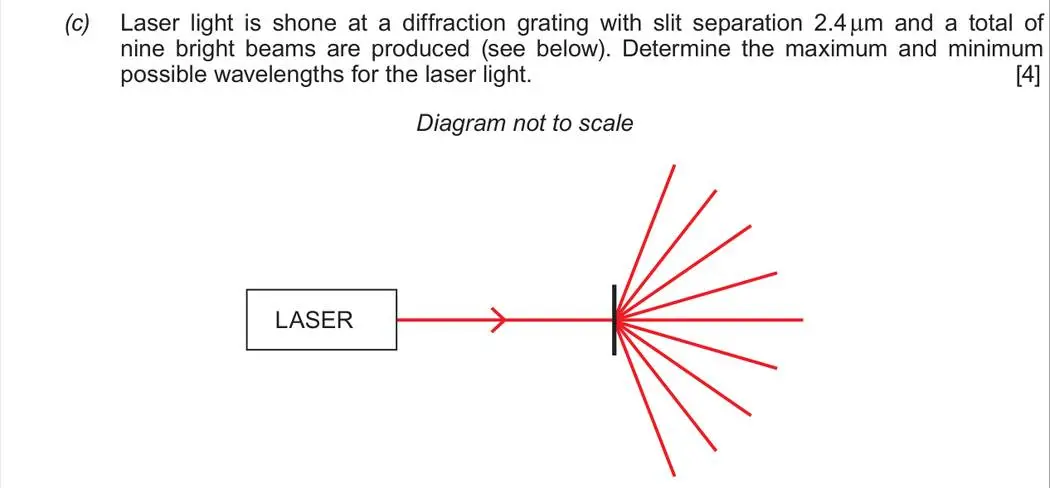 (c) Laser light is shone at a diffraction grating with slit separation 2.4 μm and a total of
nine bright beams are produced (see below). Determine the maximum and minimum
possible wavelengths for the laser light. [4]
Diagram not to scale
LASER